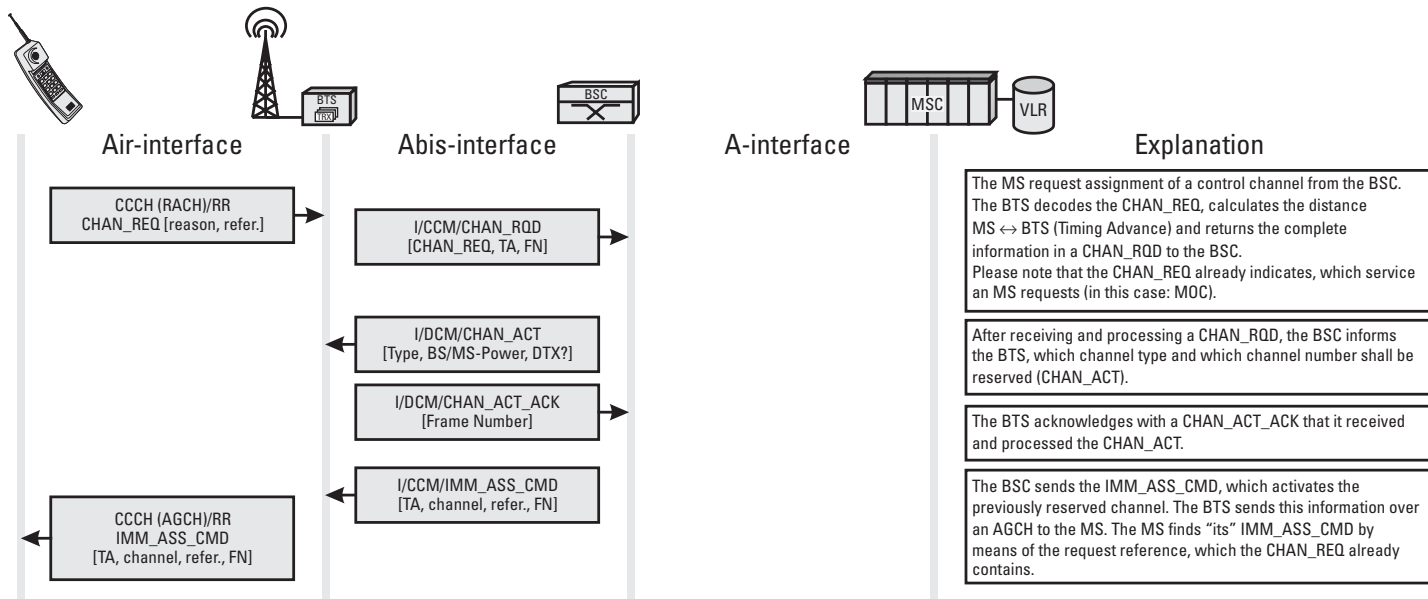 BTS
TRX
BSC
MSC
VLR
Air-interface
Abis-interface
A-interface
Explanation
CCCH (RACH)/RR
CHAN_REQ [reason, refer.]
I/CCM/CHAN_RQD
[CHAN_REQ, TA, FN]
The MS request assignment of a control channel from the BSC.
The BTS decodes the CHAN_REQ, calculates the distance
MS ↔ BTS (Timing Advance) and returns the complete
information in a CHAN_RQD to the BSC.
Please note that the CHAN_REQ already indicates, which service
an MS requests (in this case: MOC).
I/DCM/CHAN_ACT
[Type, BS/MS-Power, DTX?]
After receiving and processing a CHAN_RQD, the BSC informs
the BTS, which channel type and which channel number shall be
reserved (CHAN_ACT).
I/DCM/CHAN_ACT_ACK
[Frame Number]
The BTS acknowledges with a CHAN_ACT_ACK that it received
and processed the CHAN_ACT.
I/CCM/IMM_ASS_CMD
[TA, channel, refer., FN]
CCCH (AGCH)/RR
IMM_ASS_CMD
[TA, channel, refer., FN]
The BSC sends the IMM_ASS_CMD, which activates the
previously reserved channel. The BTS sends this information over
an AGCH to the MS. The MS finds “its” IMM_ASS_CMD by
means of the request reference, which the CHAN_REQ already
contains.